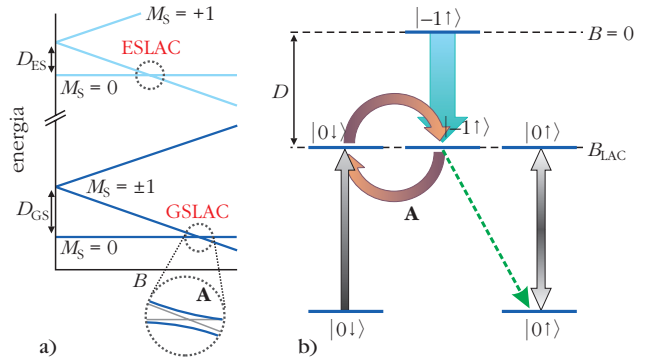 M_S = +1
ESLAC
D_ES
M_S = 0
energia
M_S = ±1
GSLAC
D_GS
M_S = 0
B
A
a)
|−1↑⟩
B = 0
D
|0↓⟩
|−1↑⟩
|0↑⟩
B_LAC
A
|0↓⟩
|0↑⟩
b)